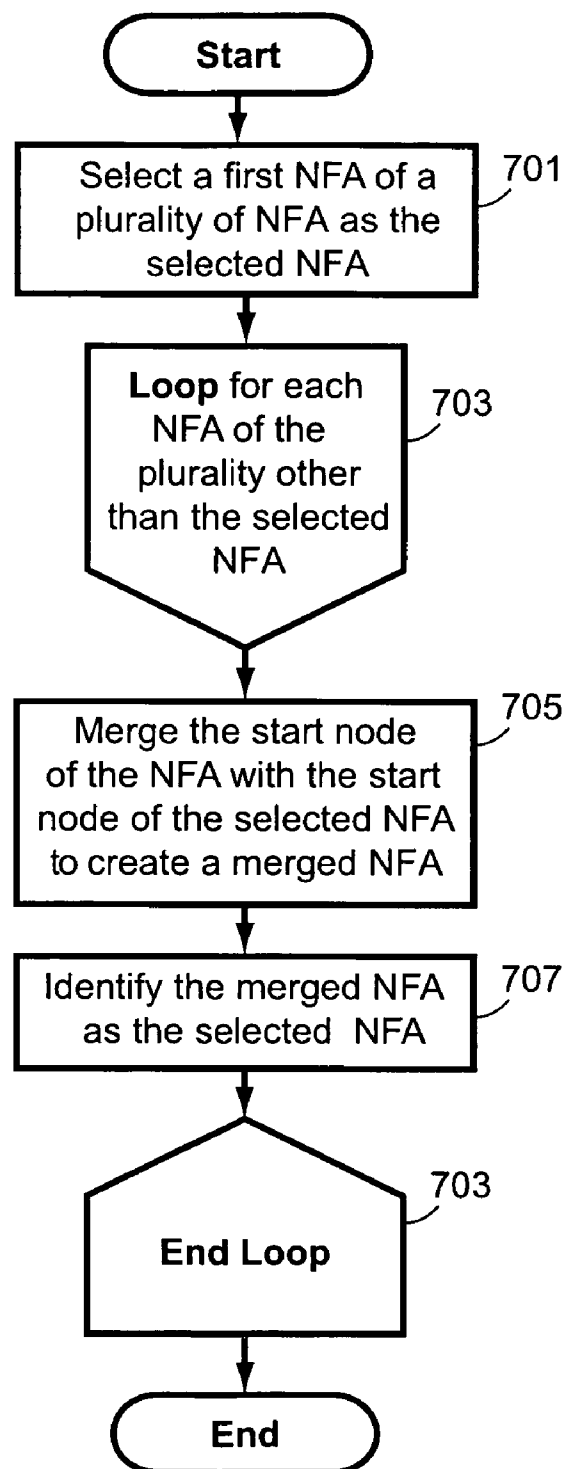 Start
Select a first NFA of a
plurality of NFA as the
selected NFA
701
Loop for each
NFA of the
plurality other
than the selected
NFA
703
Merge the start node
of the NFA with the start
node of the selected NFA
to create a merged NFA
705
Identify the merged NFA
as the selected NFA
707
End Loop
703
End